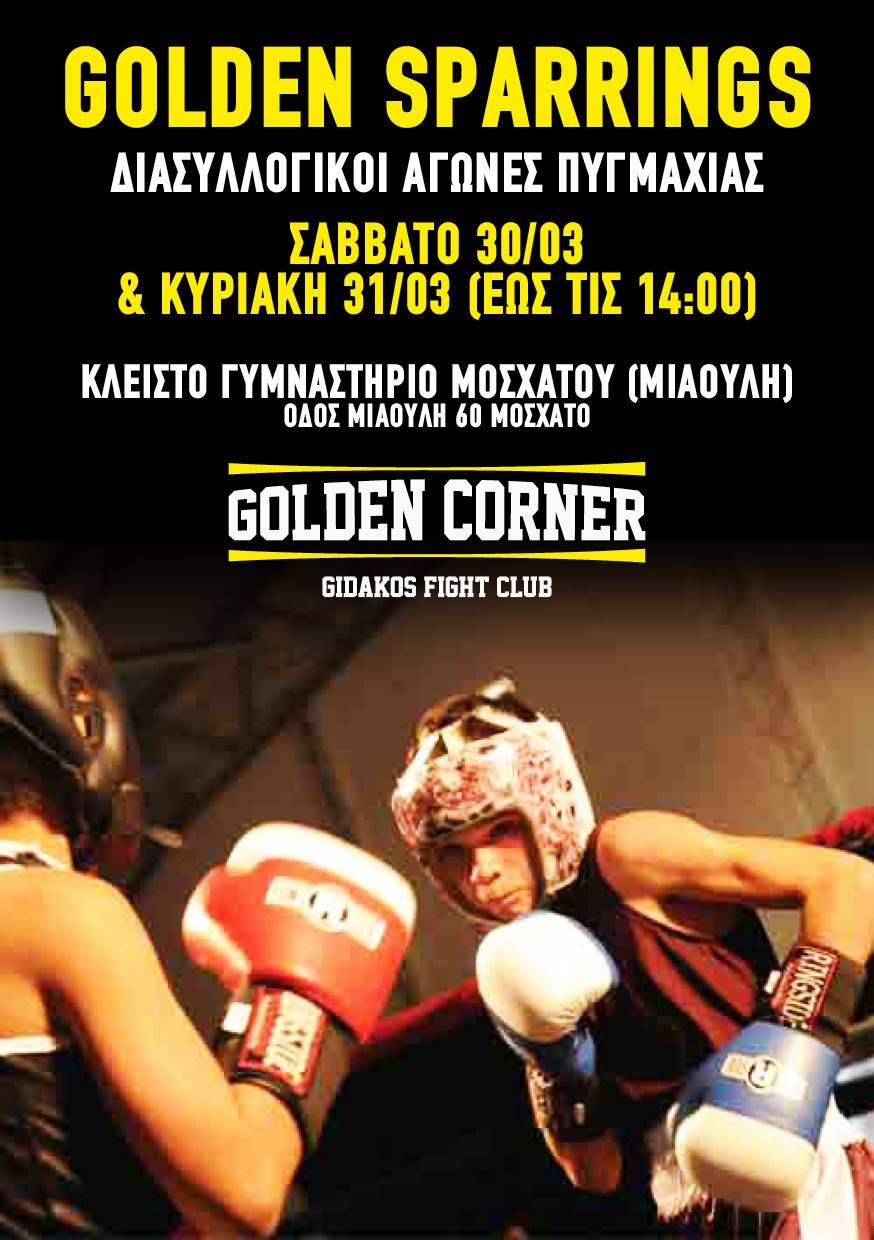 GOLDEN SPARRINGS
ΔΙΑΣΥΛΛΟΓΙΚΟΙ ΑΓΩΝΕΣ ΠΥΓΜΑΧΙΑΣ
ΣΑΒΒΑΤΟ 30/03
& ΚΥΡΙΑΚΗ 31/03 (ΕΩΣ ΤΙΣ 14:00)
ΚΛΕΙΣΤΟ ΓΥΜΝΑΣΤΗΡΙΟ ΜΟΣΧΑΤΟΥ (ΜΙΑΟΥΛΗ)
ΟΔΟΣ ΜΙΑΟΥΛΗ 60 ΜΟΣΧΑΤΟ
GOLDEN CORNER
GIDAKOS FIGHT CLUB